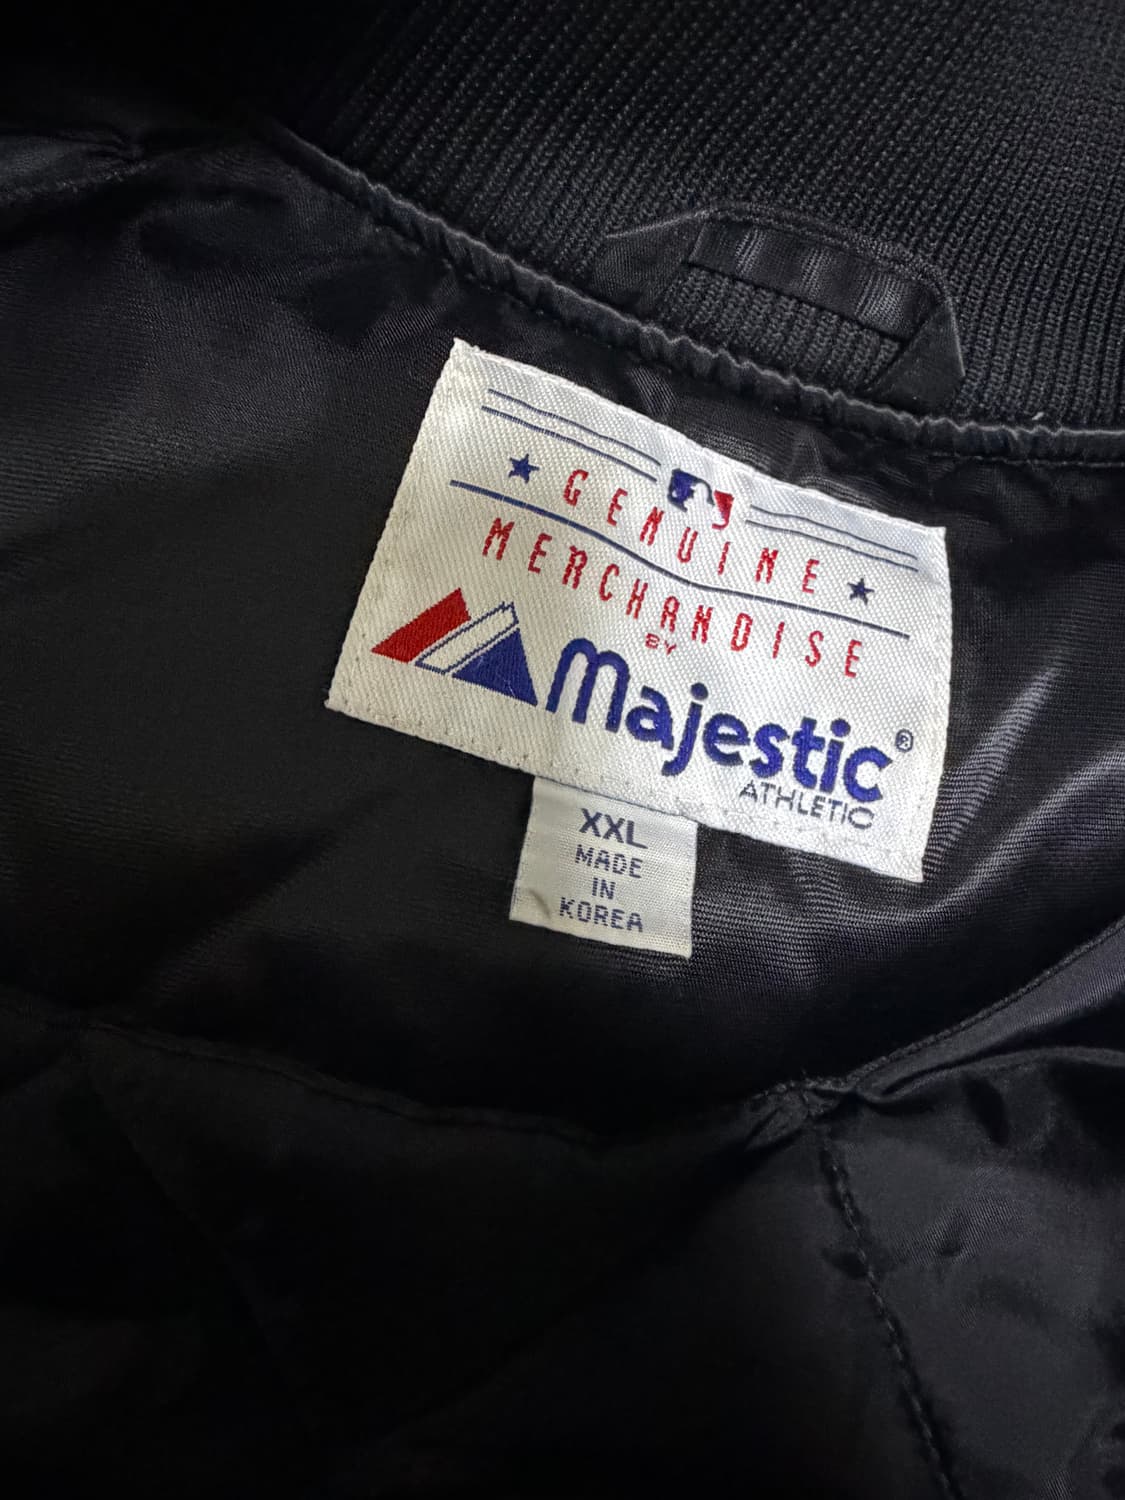 GENUINE
MERCHANDISE
BY
Majestic®
ATHLETIC
XXL
MADE
IN
KOREA